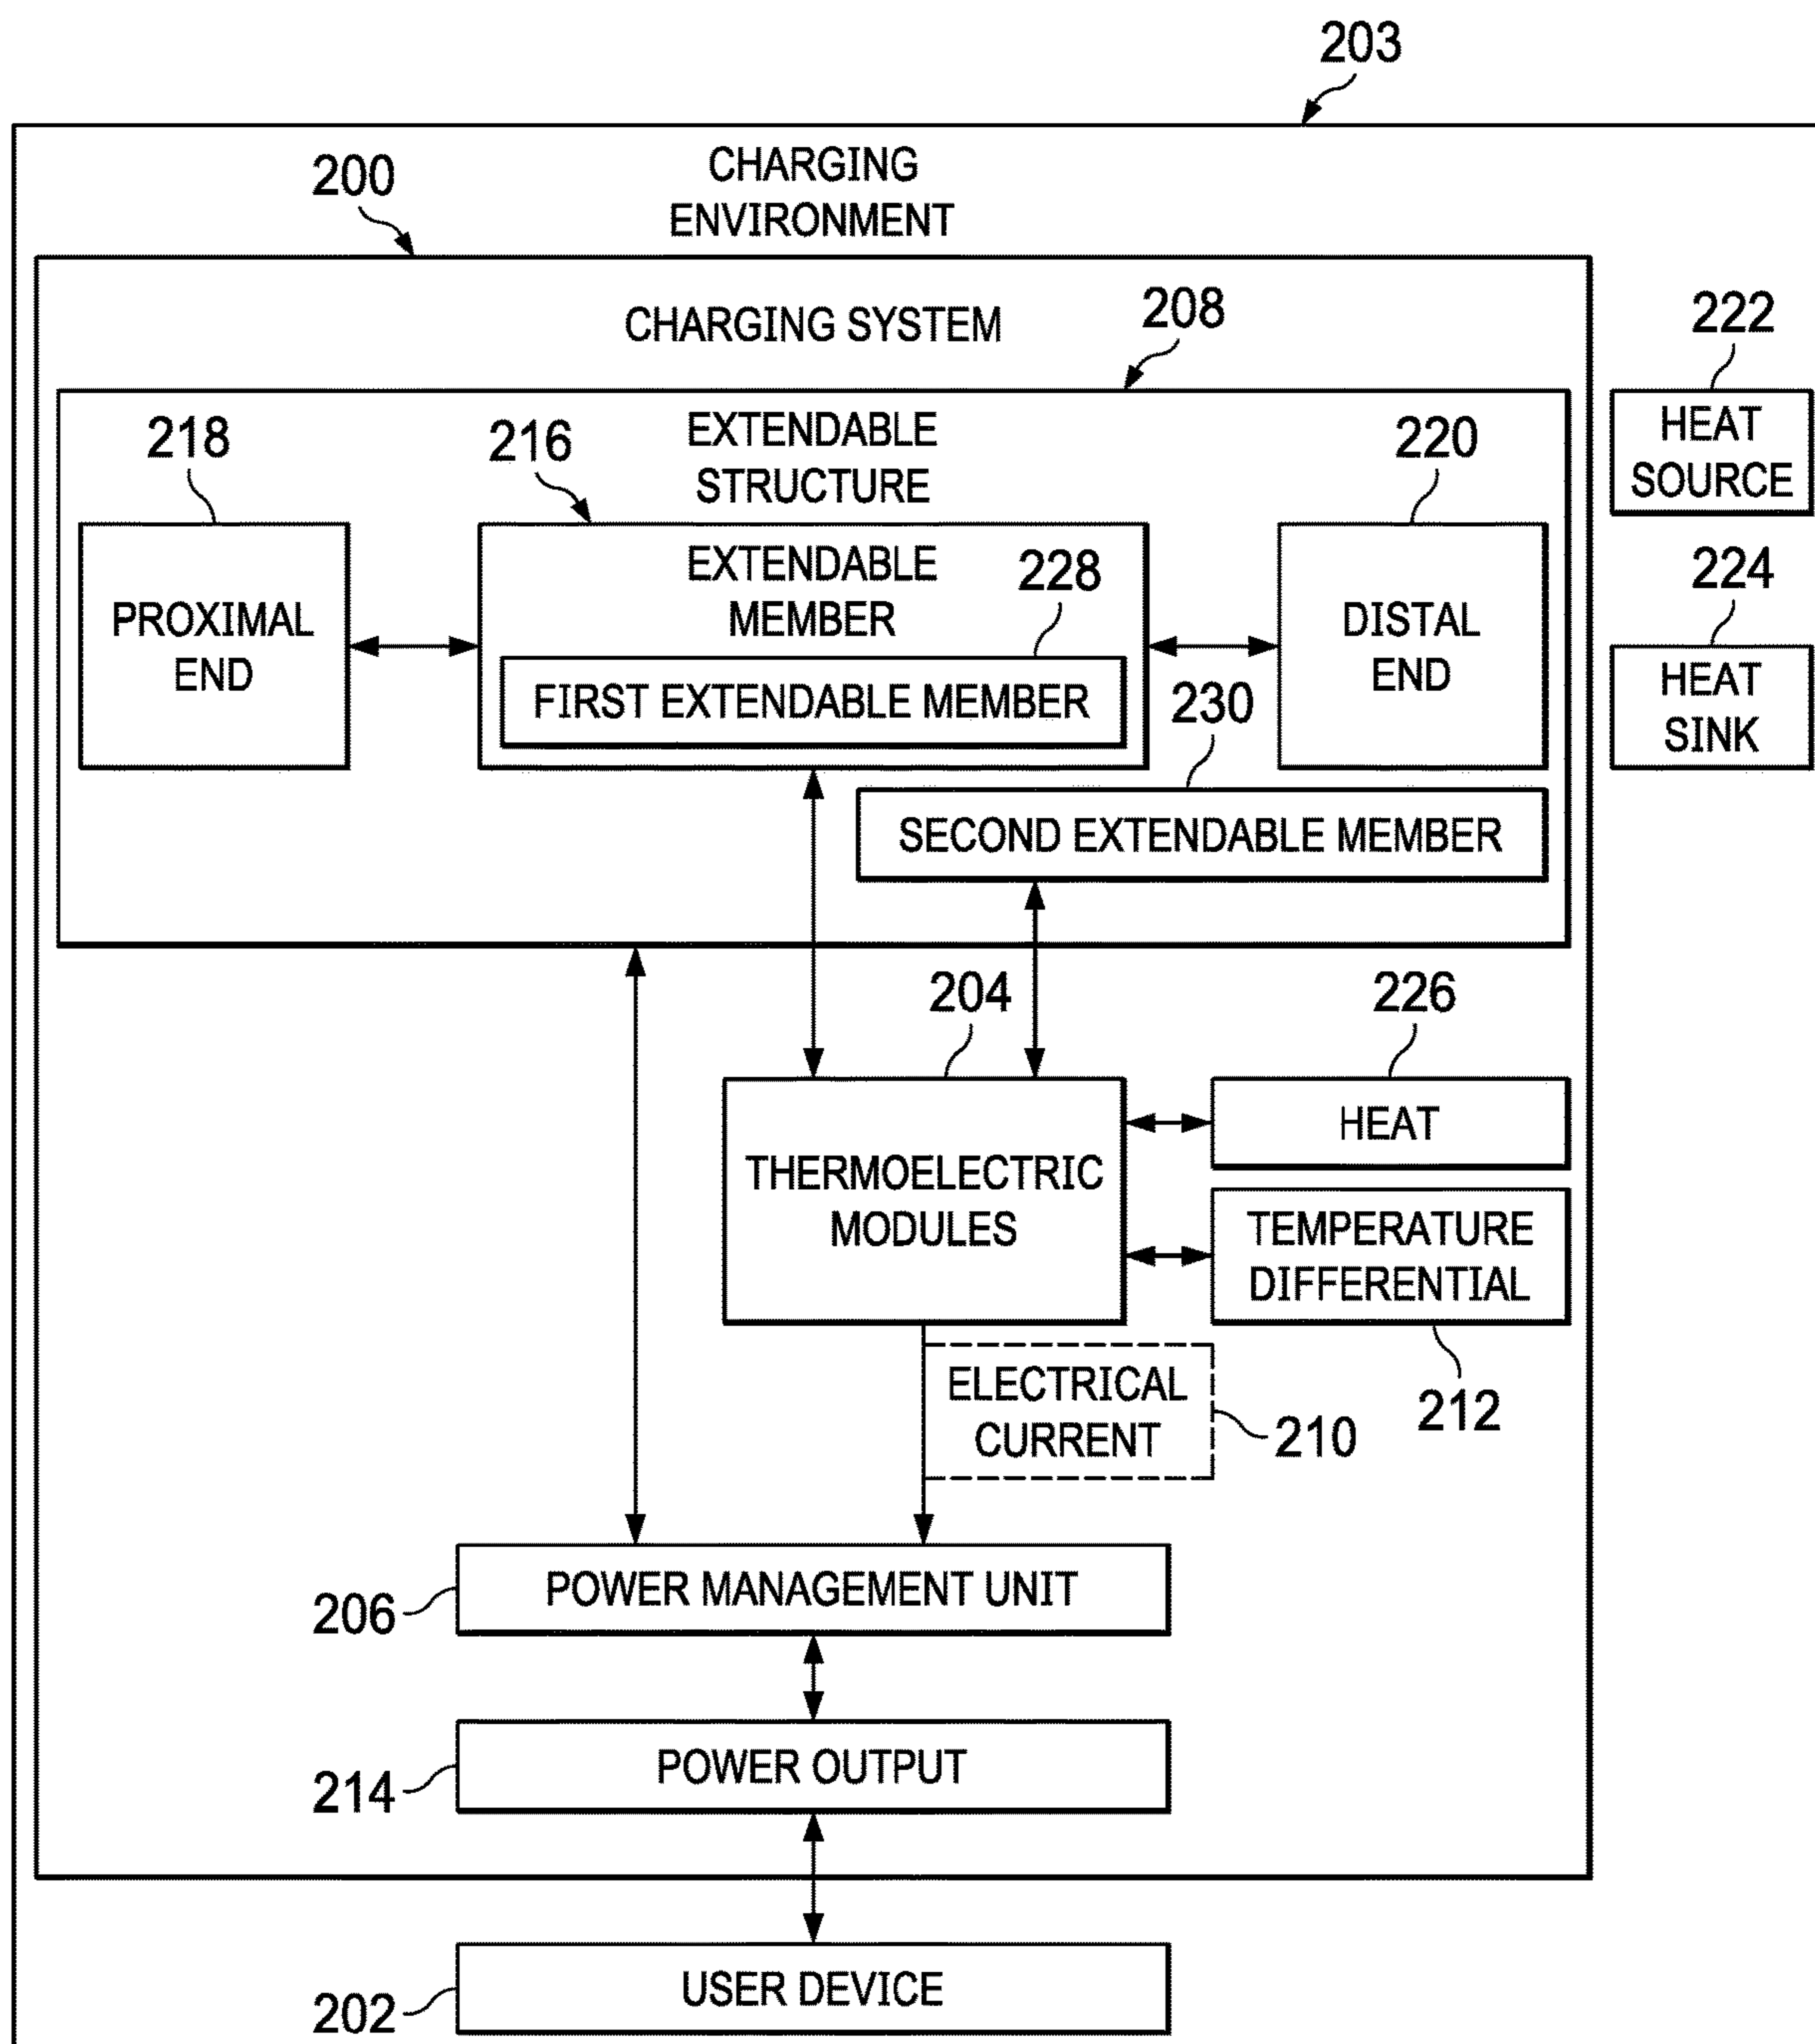 203
CHARGING
ENVIRONMENT
200
CHARGING SYSTEM
208
222
HEAT
SOURCE
218
216
EXTENDABLE
STRUCTURE
220
224
HEAT
SINK
PROXIMAL
END
EXTENDABLE
MEMBER
228
FIRST EXTENDABLE MEMBER
DISTAL
END
230
SECOND EXTENDABLE MEMBER
204
226
THERMOELECTRIC
MODULES
HEAT
TEMPERATURE
DIFFERENTIAL
212
ELECTRICAL
CURRENT
210
206
POWER MANAGEMENT UNIT
214
POWER OUTPUT
202
USER DEVICE